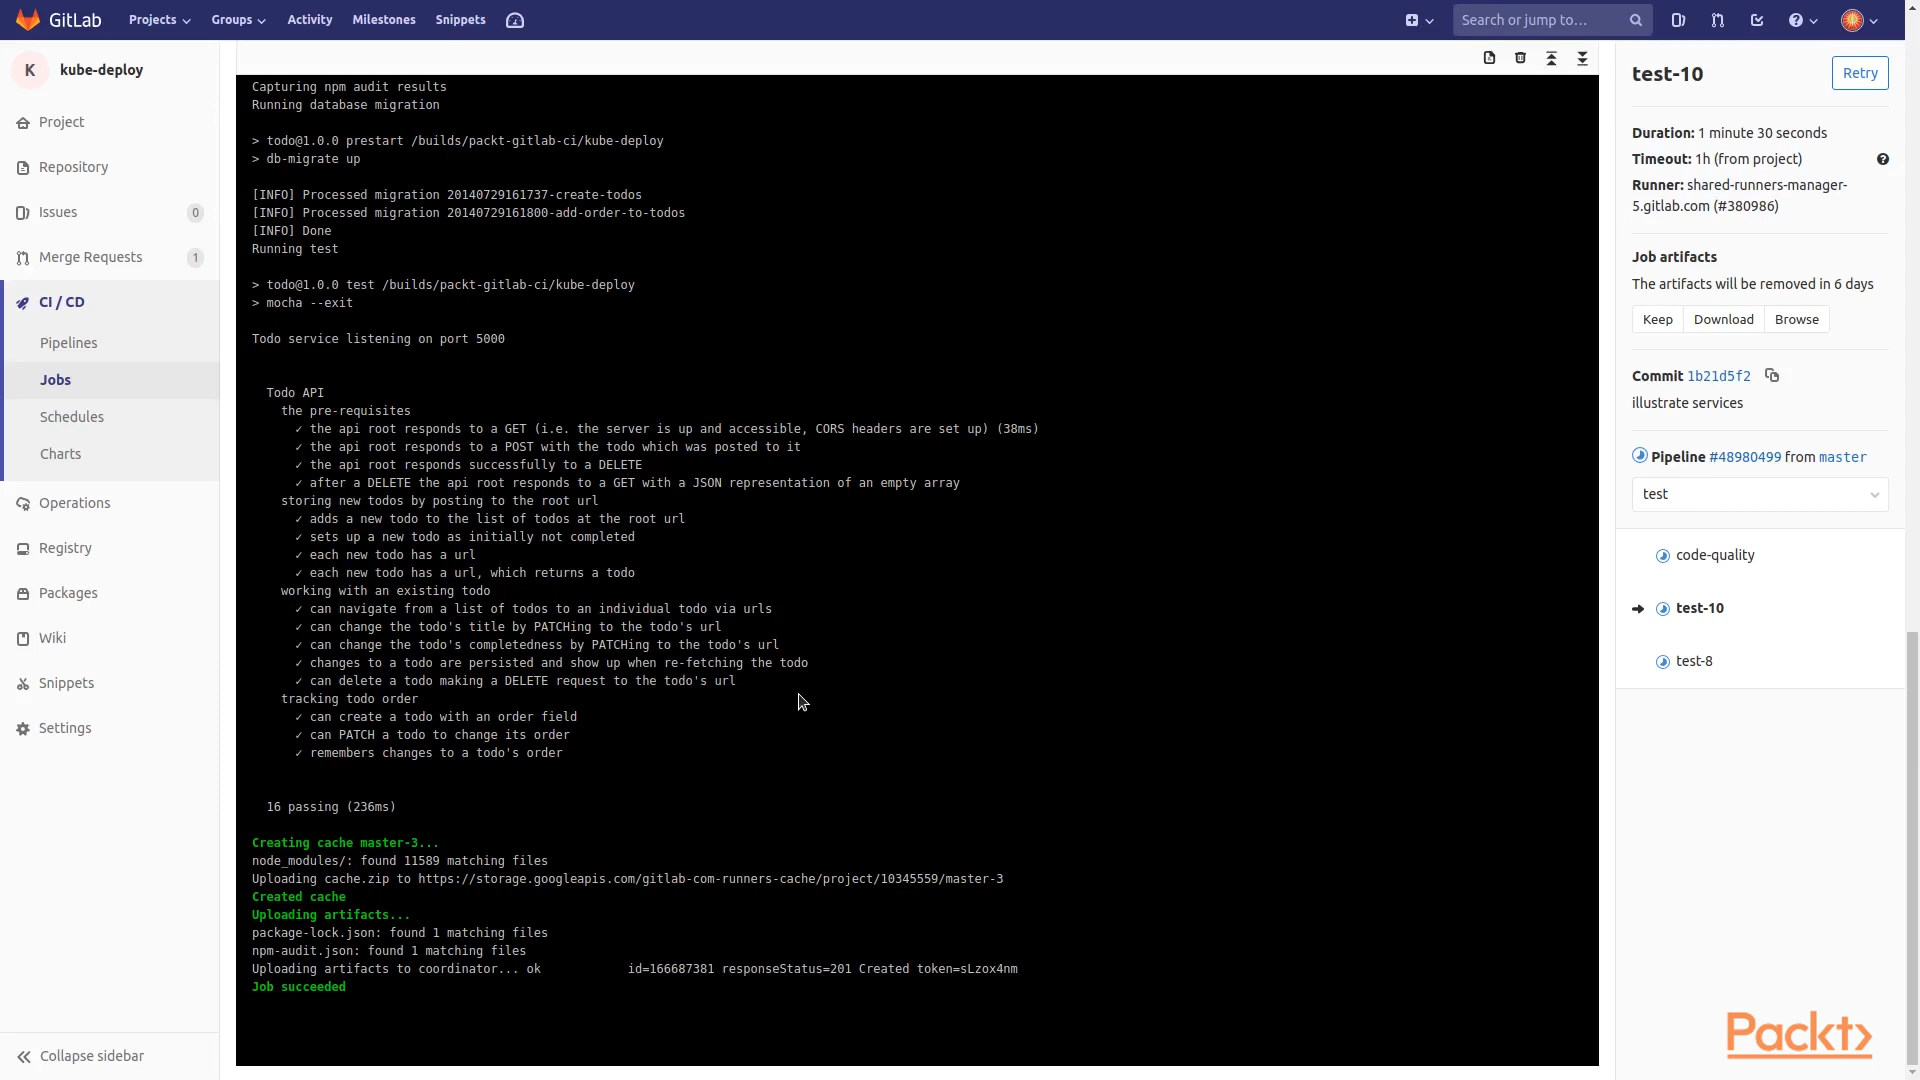 GitLab Projects Groups Activity Milestones Snippets Search or jump to...
K kube-deploy
Project
Repository
Issues 0
Merge Requests 1
CI / CD
Pipelines
Jobs
Schedules
Charts
Operations
Registry
Packages
Wiki
Snippets
Settings
Collapse sidebar
Capturing npm audit results
Running database migration
> todo@1.0.0 prestart /builds/packt-gitlab-ci/kube-deploy
> db-migrate up
[INFO] Processed migration 20140729161737-create-todos
[INFO] Processed migration 20140729161800-add-order-to-todos
[INFO] Done
Running test
> todo@1.0.0 test /builds/packt-gitlab-ci/kube-deploy
> mocha --exit
Todo service listening on port 5000
Todo API
the pre-requisites
✓ the api root responds to a GET (i.e. the server is up and accessible, CORS headers are set up) (38ms)
✓ the api root responds to a POST with the todo which was posted to it
✓ the api root responds successfully to a DELETE
✓ after a DELETE the api root responds to a GET with a JSON representation of an empty array
storing new todos by posting to the root url
✓ adds a new todo to the list of todos at the root url
✓ sets up a new todo as initially not completed
✓ each new todo has a url
✓ each new todo has a url, which returns a todo
working with an existing todo
✓ can navigate from a list of todos to an individual todo via urls
✓ can change the todo's title by PATCHing to the todo's url
✓ can change the todo's completedness by PATCHing to the todo's url
✓ changes to a todo are persisted and show up when re-fetching the todo
✓ can delete a todo making a DELETE request to the todo's url
tracking todo order
✓ can create a todo with an order field
✓ can PATCH a todo to change its order
✓ remembers changes to a todo's order
16 passing (236ms)
Creating cache master-3...
node_modules/: found 11589 matching files
Uploading cache.zip to https://storage.googleapis.com/gitlab-com-runners-cache/project/10345559/master-3
Created cache
Uploading artifacts...
package-lock.json: found 1 matching files
npm-audit.json: found 1 matching files
Uploading artifacts to coordinator... ok id=166687381 responseStatus=201 Created token=sLzox4nm
Job succeeded
test-10 Retry
Duration: 1 minute 30 seconds
Timeout: 1h (from project)
Runner: shared-runners-manager-
5.gitlab.com (#380986)
Job artifacts
The artifacts will be removed in 6 days
Keep Download Browse
Commit 1b21d5f2
illustrate services
Pipeline #48980499 from master
test
code-quality
test-10
test-8
Packt>